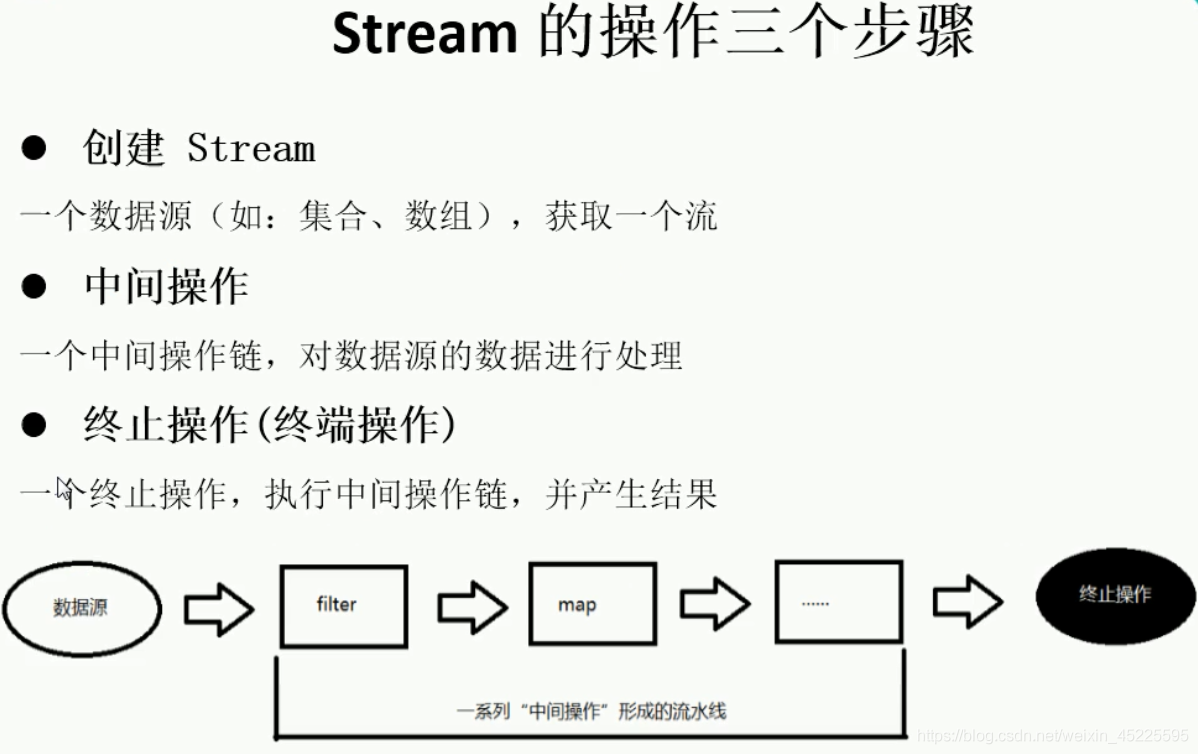 Stream 的操作三个步骤
● 创建 Stream
一个数据源（如：集合、数组），获取一个流
● 中间操作
一个中间操作链，对数据源的数据进行处理
● 终止操作(终端操作)
一个终止操作，执行中间操作链，并产生结果
数据源
filter
map
......
终止操作
一系列“中间操作”形成的流水线
https://blog.csdn.net/weixin_45225595